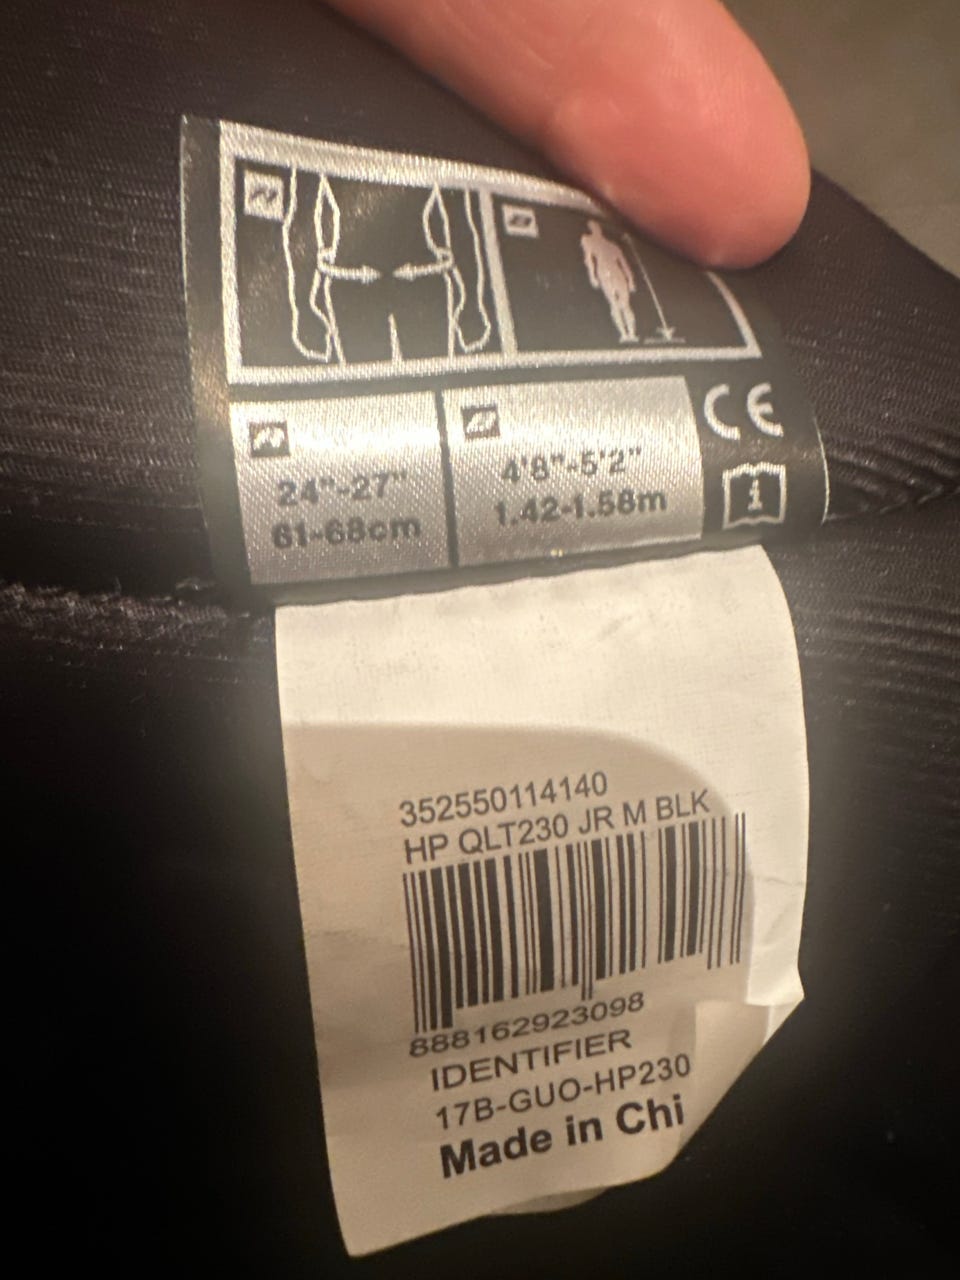 24"-27"
61-68cm
4'8"-5'2"
1.42-1.58m
CE
i
352550114140
HP QLT230 JR M BLK
888162923098
IDENTIFIER
17B-GUO-HP230
Made in Chi